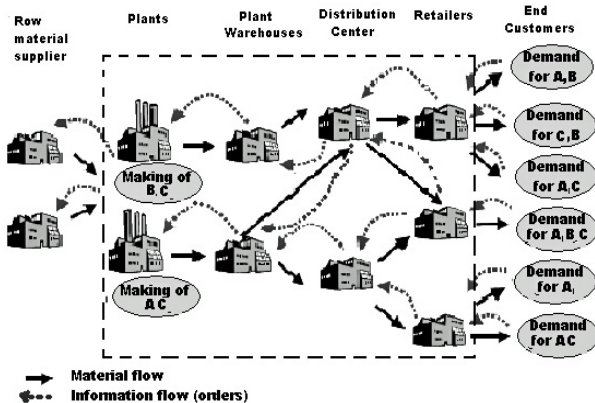 Row
material
supplier
Plants
Plant
Warehouses
Distribution
Center
Retailers
End
Customers
Demand
for A,B
Demand
for C,B
Demand
for A,C
Demand
for A,B,C
Demand
for A,
Demand
for AC
Making of
B,C
Making of
A,C
Material flow
Information flow (orders)